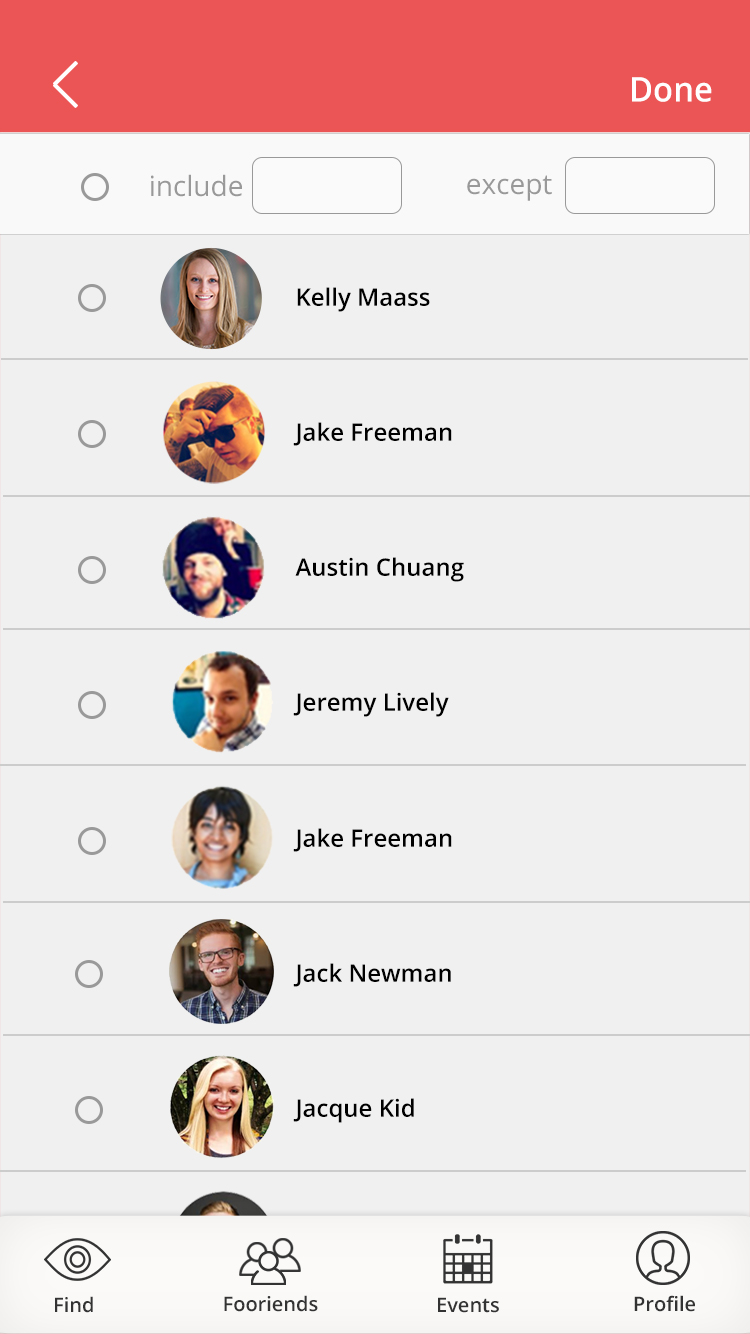 Done
include except
Kelly Maass
Jake Freeman
Austin Chuang
Jeremy Lively
Jake Freeman
Jack Newman
Jacque Kid
Find Fooriends Events Profile